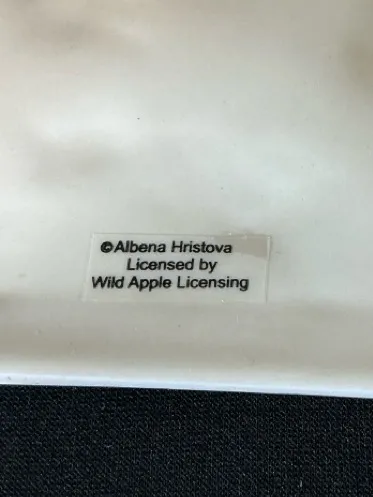 ©Albena Hristova
Licensed by
Wild Apple Licensing